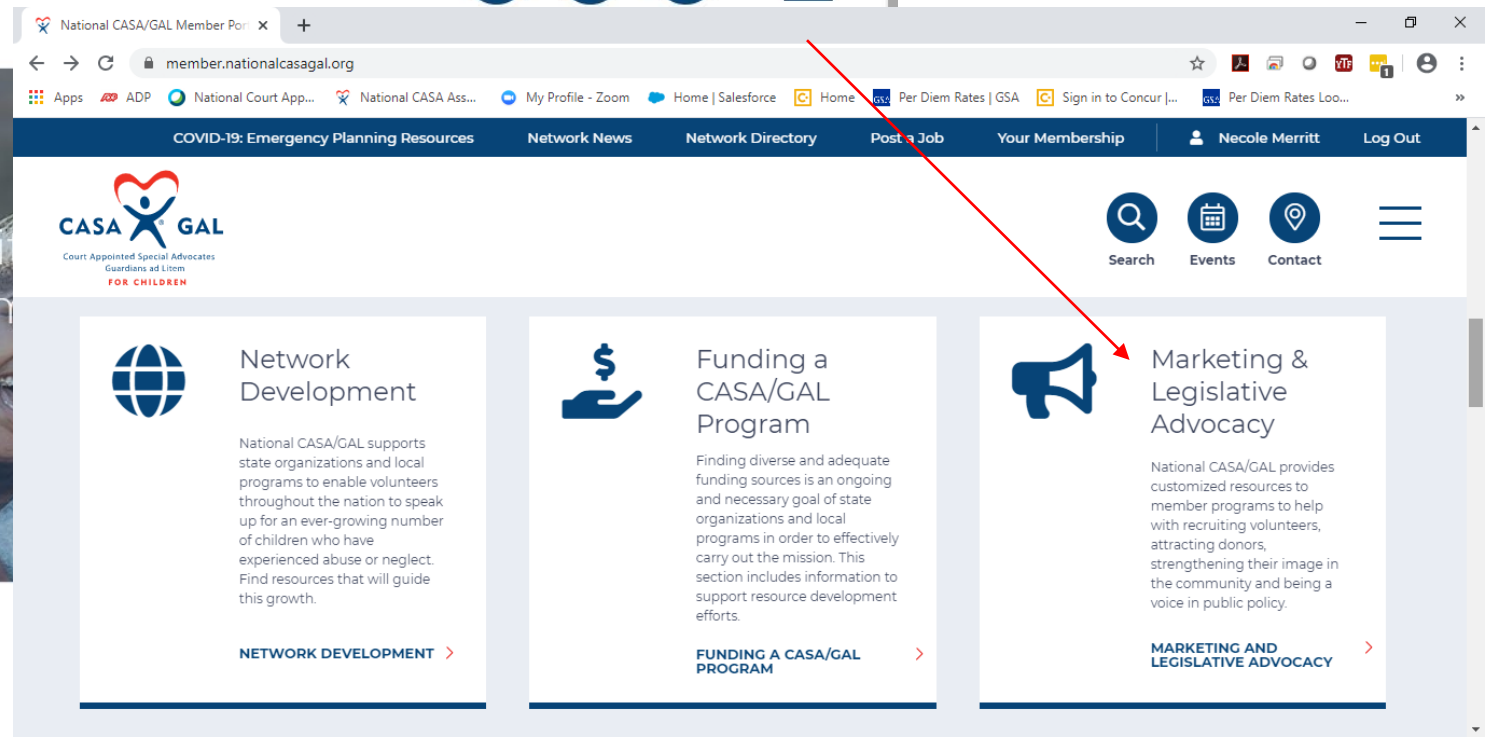 National CASA/GAL Member Por
member.nationalcasagal.org
1
Apps ADP National Court App... National CASA Ass... My Profile - Zoom Home | Salesforce Home GSA Per Diem Rates | GSA Sign in to Concur |... GSA Per Diem Rates Loo... »
COVID-19: Emergency Planning Resources Network News Network Directory Post a Job Your Membership Necole Merritt Log Out
CASA GAL
Court Appointed Special Advocates
Guardians ad Litem
FOR CHILDREN
Search Events Contact
Network
Development
National CASA/GAL supports
state organizations and local
programs to enable volunteers
throughout the nation to speak
up for an ever-growing number
of children who have
experienced abuse or neglect.
Find resources that will guide
this growth.
NETWORK DEVELOPMENT
Funding a
CASA/GAL
Program
Finding diverse and adequate
funding sources is an ongoing
and necessary goal of state
organizations and local
programs in order to effectively
carry out the mission. This
section includes information to
support resource development
efforts.
FUNDING A CASA/GAL
PROGRAM
Marketing &
Legislative
Advocacy
National CASA/GAL provides
customized resources to
member programs to help
with recruiting volunteers,
attracting donors,
strengthening their image in
the community and being a
voice in public policy.
MARKETING AND
LEGISLATIVE ADVOCACY